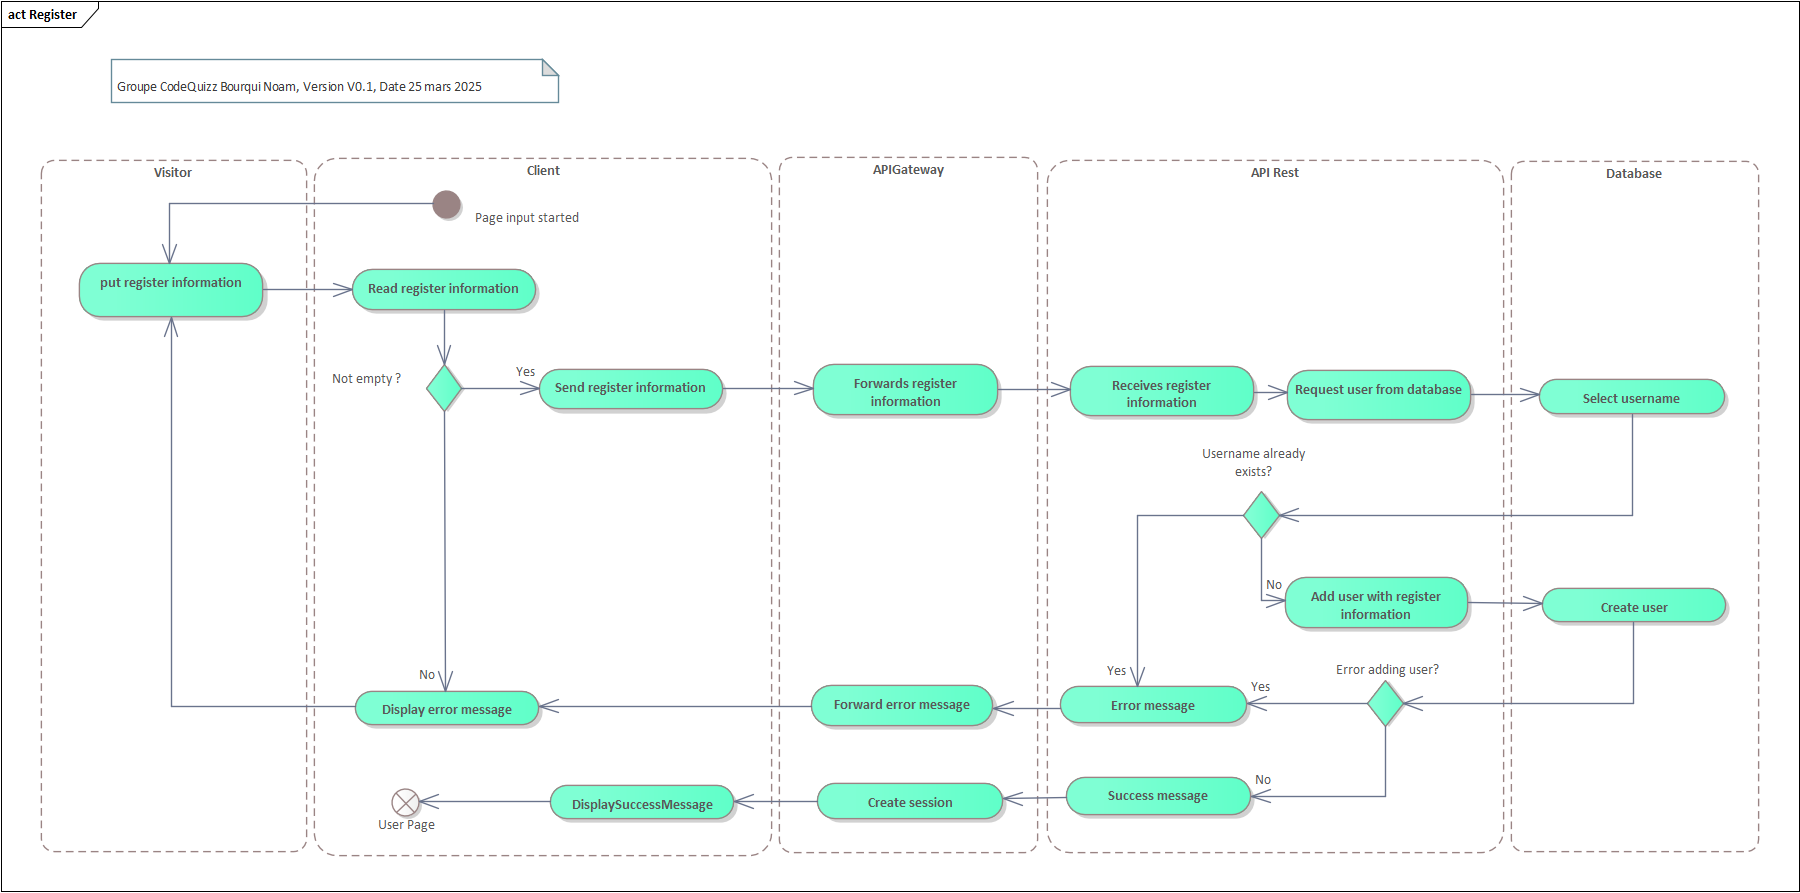 act Register
Groupe CodeQuizz Bourqui Noam, Version V0.1, Date 25 mars 2025
Visitor
Client
APIGateway
API Rest
Database
Page input started
put register information
Read register information
Not empty ?
Yes
Send register information
Forwards register
information
Receives register
information
Request user from database
Select username
Username already
exists?
No
Add user with register
information
Create user
Yes
Error adding user?
No
Display error message
Forward error message
Error message
Yes
No
User Page
DisplaySuccessMessage
Create session
Success message